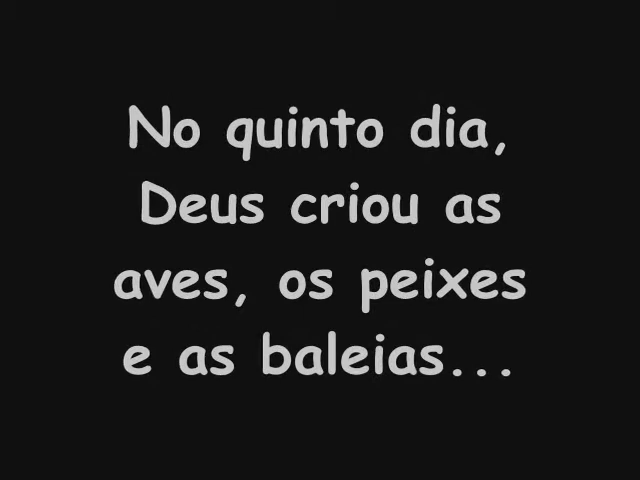 No quinto dia,
Deus criou as
aves, os peixes
e as baleias...